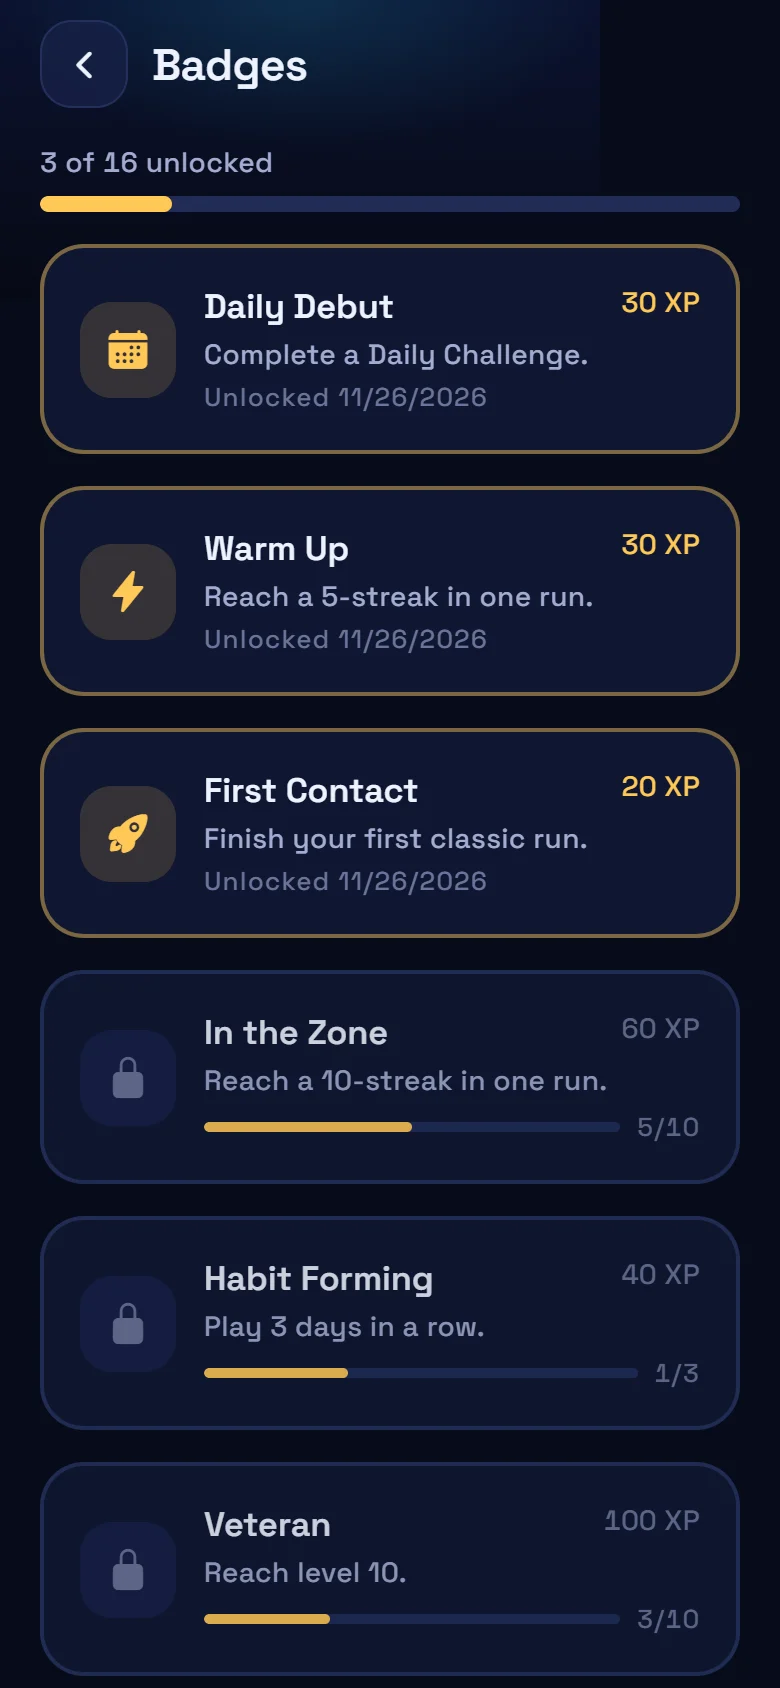 Badges
3 of 16 unlocked
Daily Debut
30 XP
Complete a Daily Challenge.
Unlocked 11/26/2026
Warm Up
30 XP
Reach a 5-streak in one run.
Unlocked 11/26/2026
First Contact
20 XP
Finish your first classic run.
Unlocked 11/26/2026
In the Zone
60 XP
Reach a 10-streak in one run.
5/10
Habit Forming
40 XP
Play 3 days in a row.
1/3
Veteran
100 XP
Reach level 10.
3/10